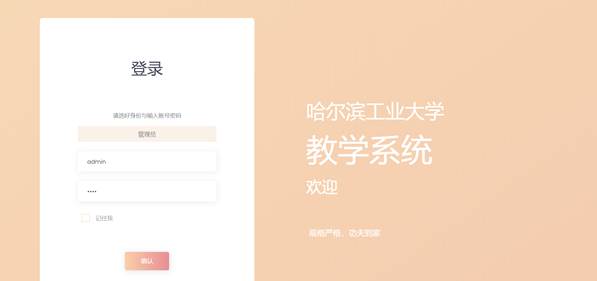 登录
请选好身份与输入账号密码
管理员
admin
••••
记住我
确认
哈尔滨工业大学
教学系统
欢迎
规格严格，功夫到家